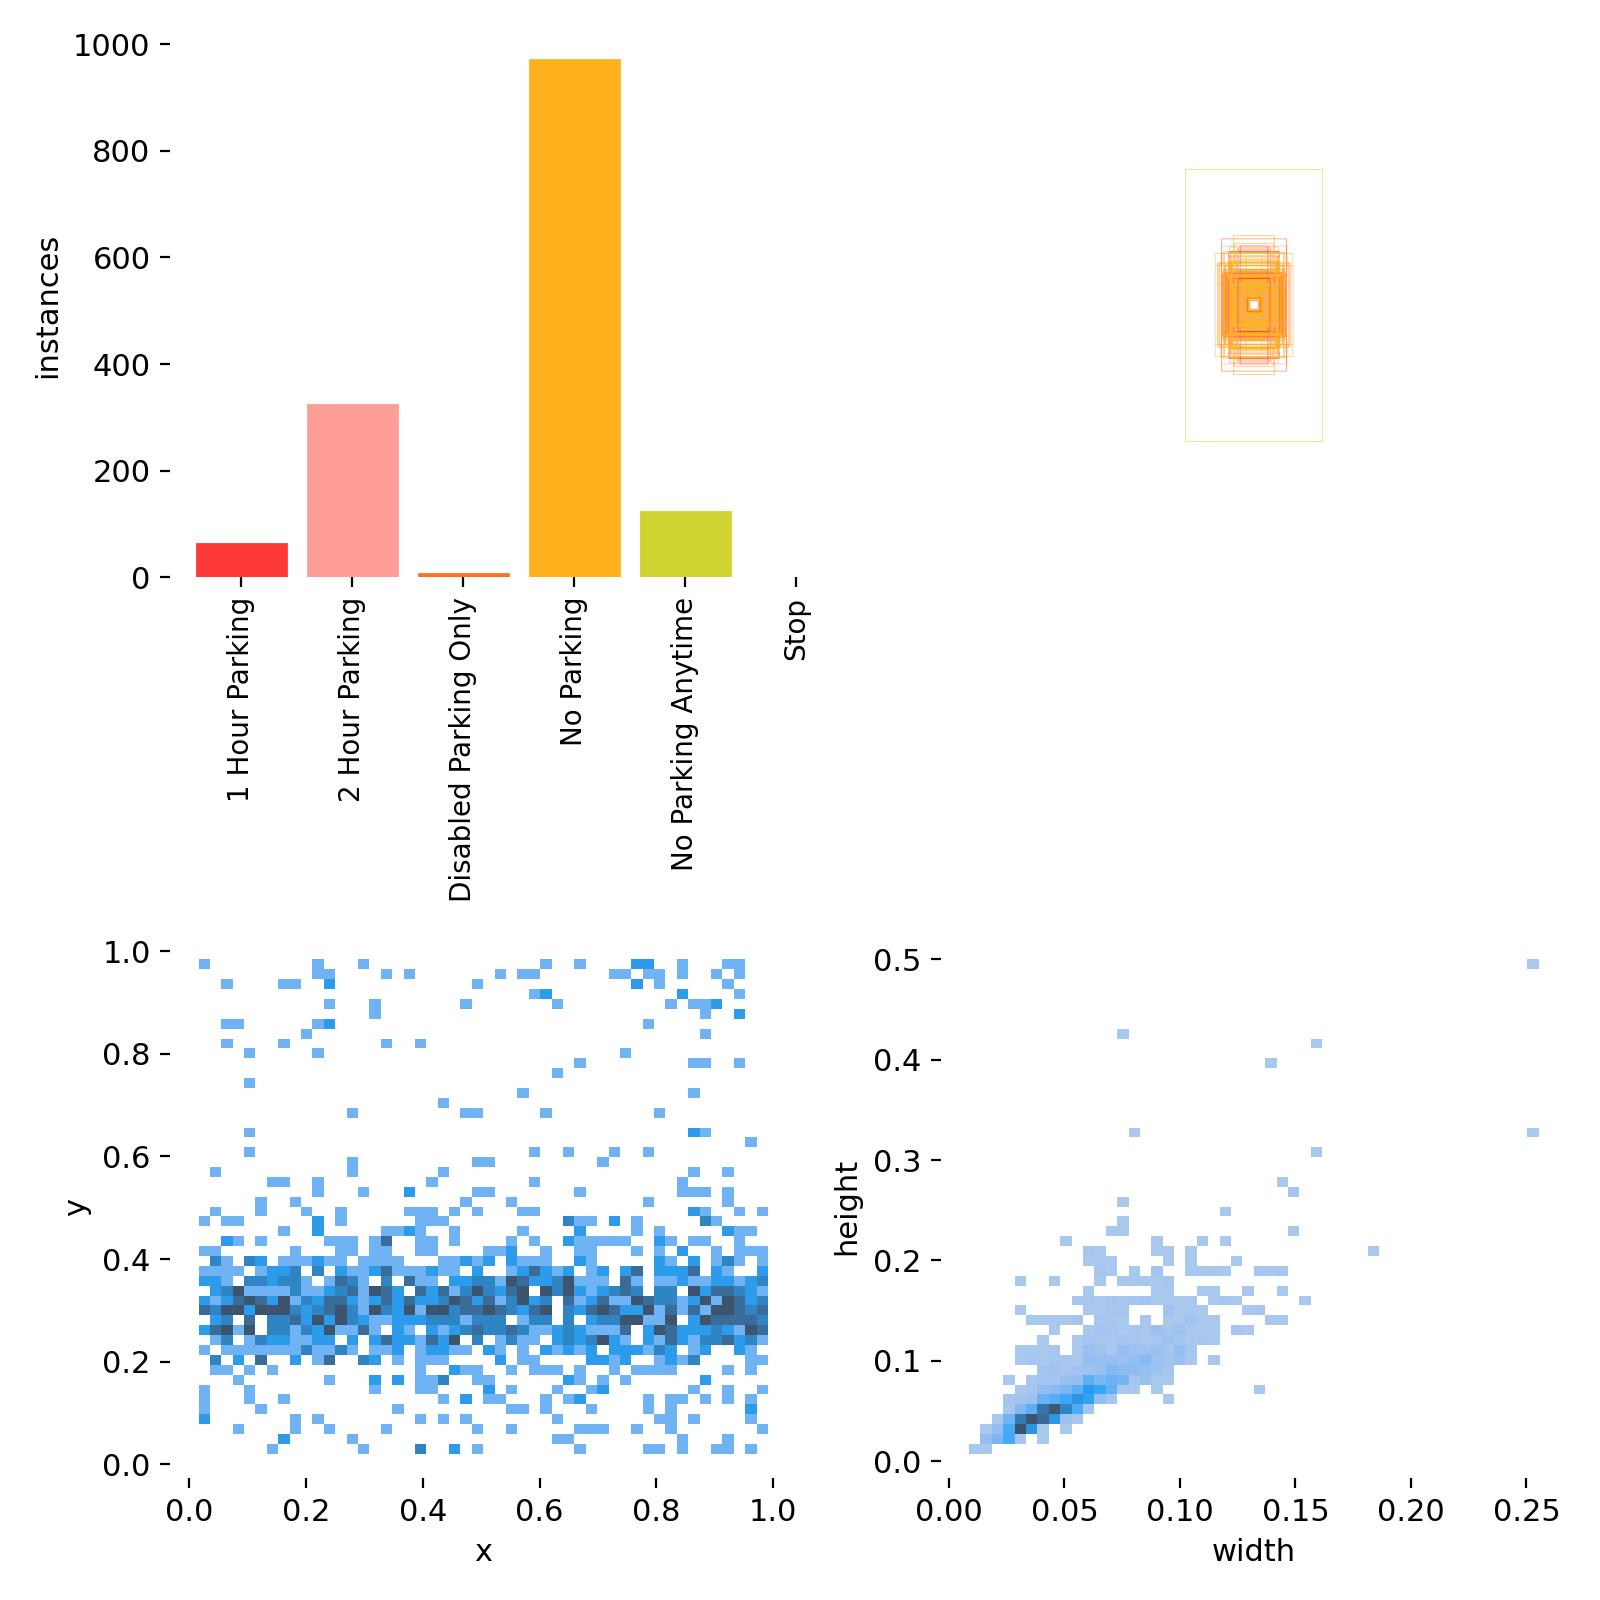 1000
800
600
400
200
0
instances
1 Hour Parking
2 Hour Parking
Disabled Parking Only
No Parking
No Parking Anytime
Stop
1.0
0.8
0.6
0.4
0.2
0.0
y
0.0 0.2 0.4 0.6 0.8 1.0
x
0.5
0.4
0.3
0.2
0.1
0.0
height
0.00 0.05 0.10 0.15 0.20 0.25
width